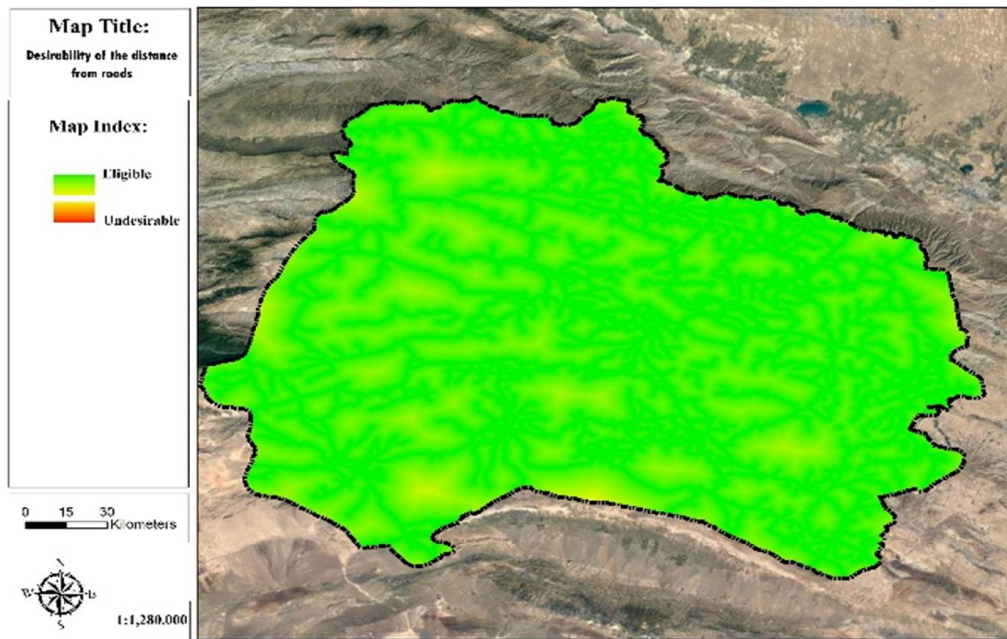 Map Title:
Desirability of the distance
from roads
Map Index:
Eligible
Undesirable
0 15 30
Kilometers
N
W E
S
1:1,280,000